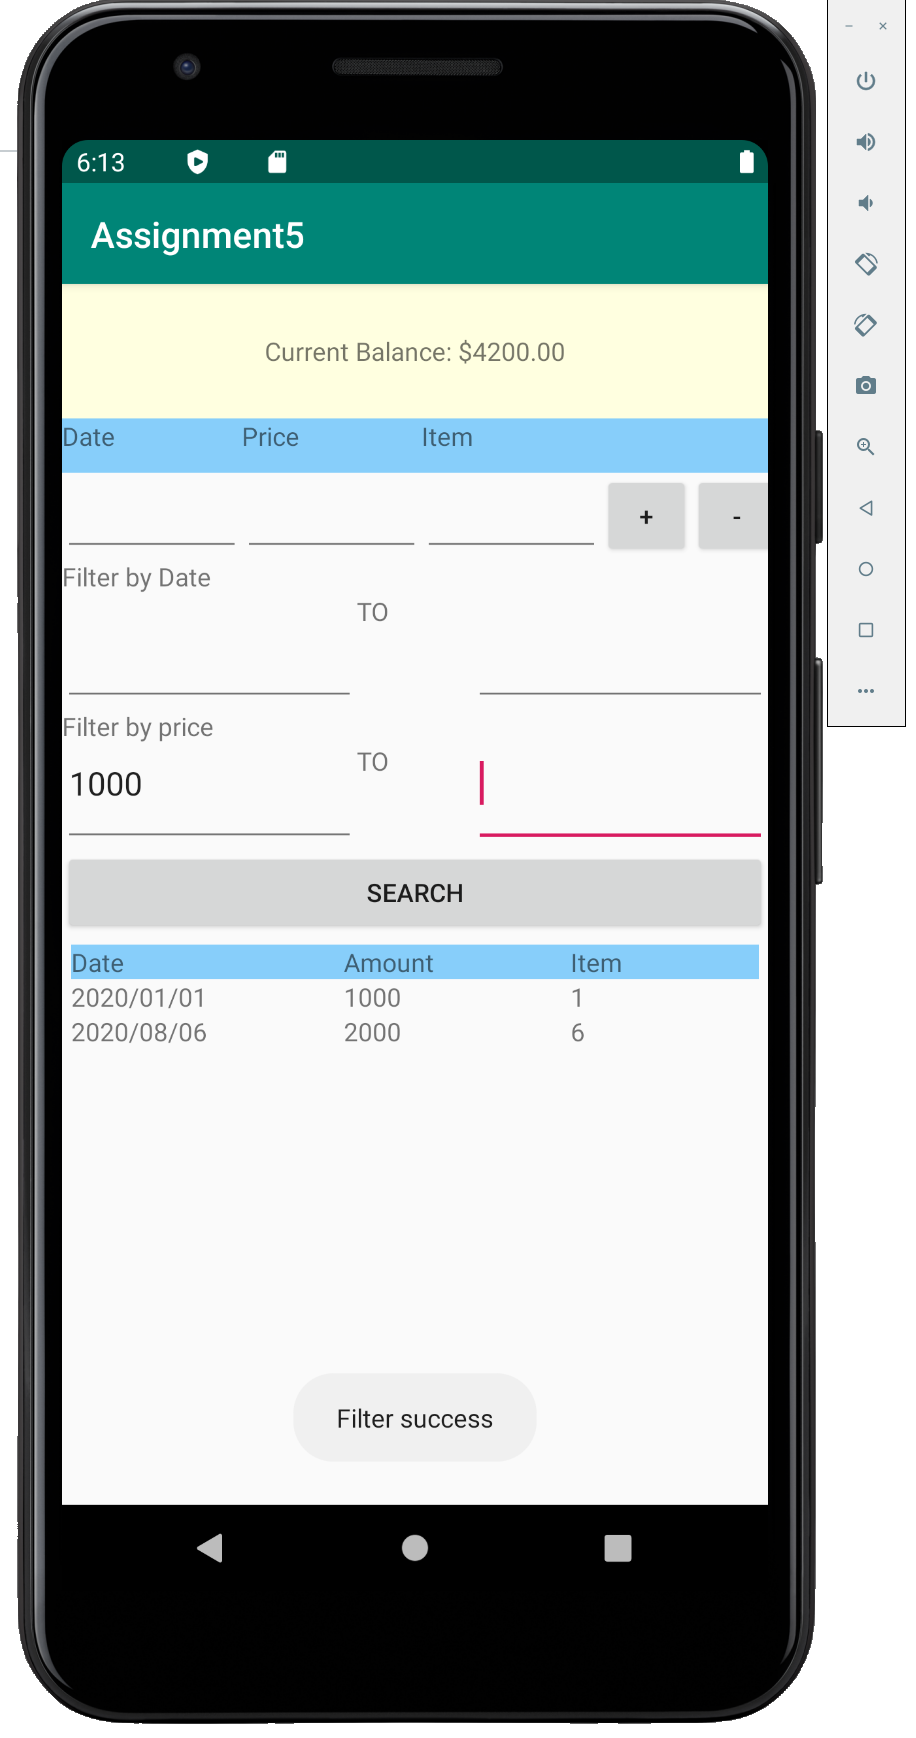 6:13
Assignment5
Current Balance: $4200.00
Date Price Item
+ -
Filter by Date
TO
Filter by price
1000 TO
SEARCH
Date Amount Item
2020/01/01 1000 1
2020/08/06 2000 6
Filter success